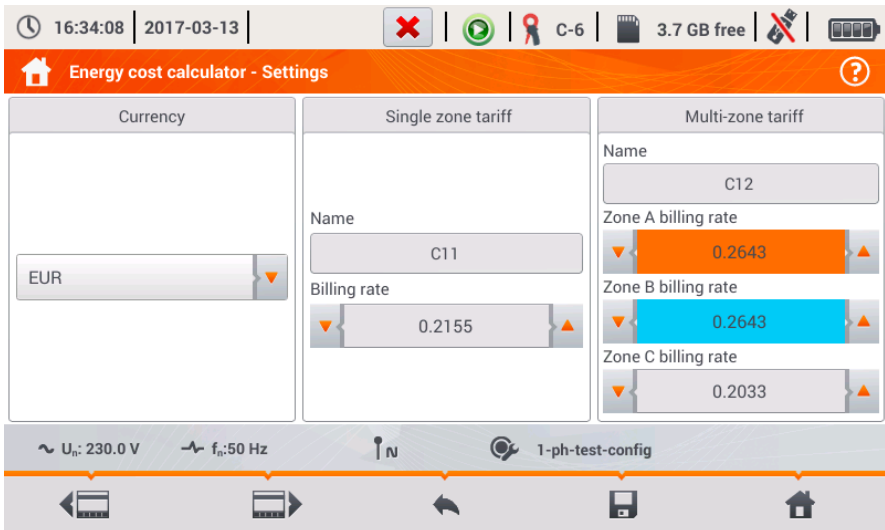 16:34:08 2017-03-13 C-6 3.7 GB free
Energy cost calculator - Settings ?
Currency
EUR
Single zone tariff
Name
C11
Billing rate
0.2155
Multi-zone tariff
Name
C12
Zone A billing rate
0.2643
Zone B billing rate
0.2643
Zone C billing rate
0.2033
Uₙ: 230.0 V fₙ:50 Hz N 1-ph-test-config